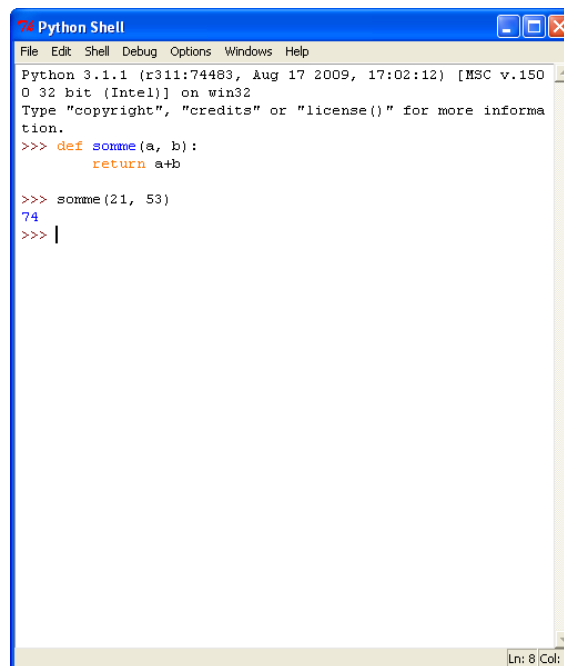 Python Shell
File Edit Shell Debug Options Windows Help
Python 3.1.1 (r311:74483, Aug 17 2009, 17:02:12) [MSC v.150
0 32 bit (Intel)] on win32
Type "copyright", "credits" or "license()" for more informa
tion.
>>> def somme(a, b):
        return a+b
>>> somme(21, 53)
74
>>>
Ln: 8 Col: